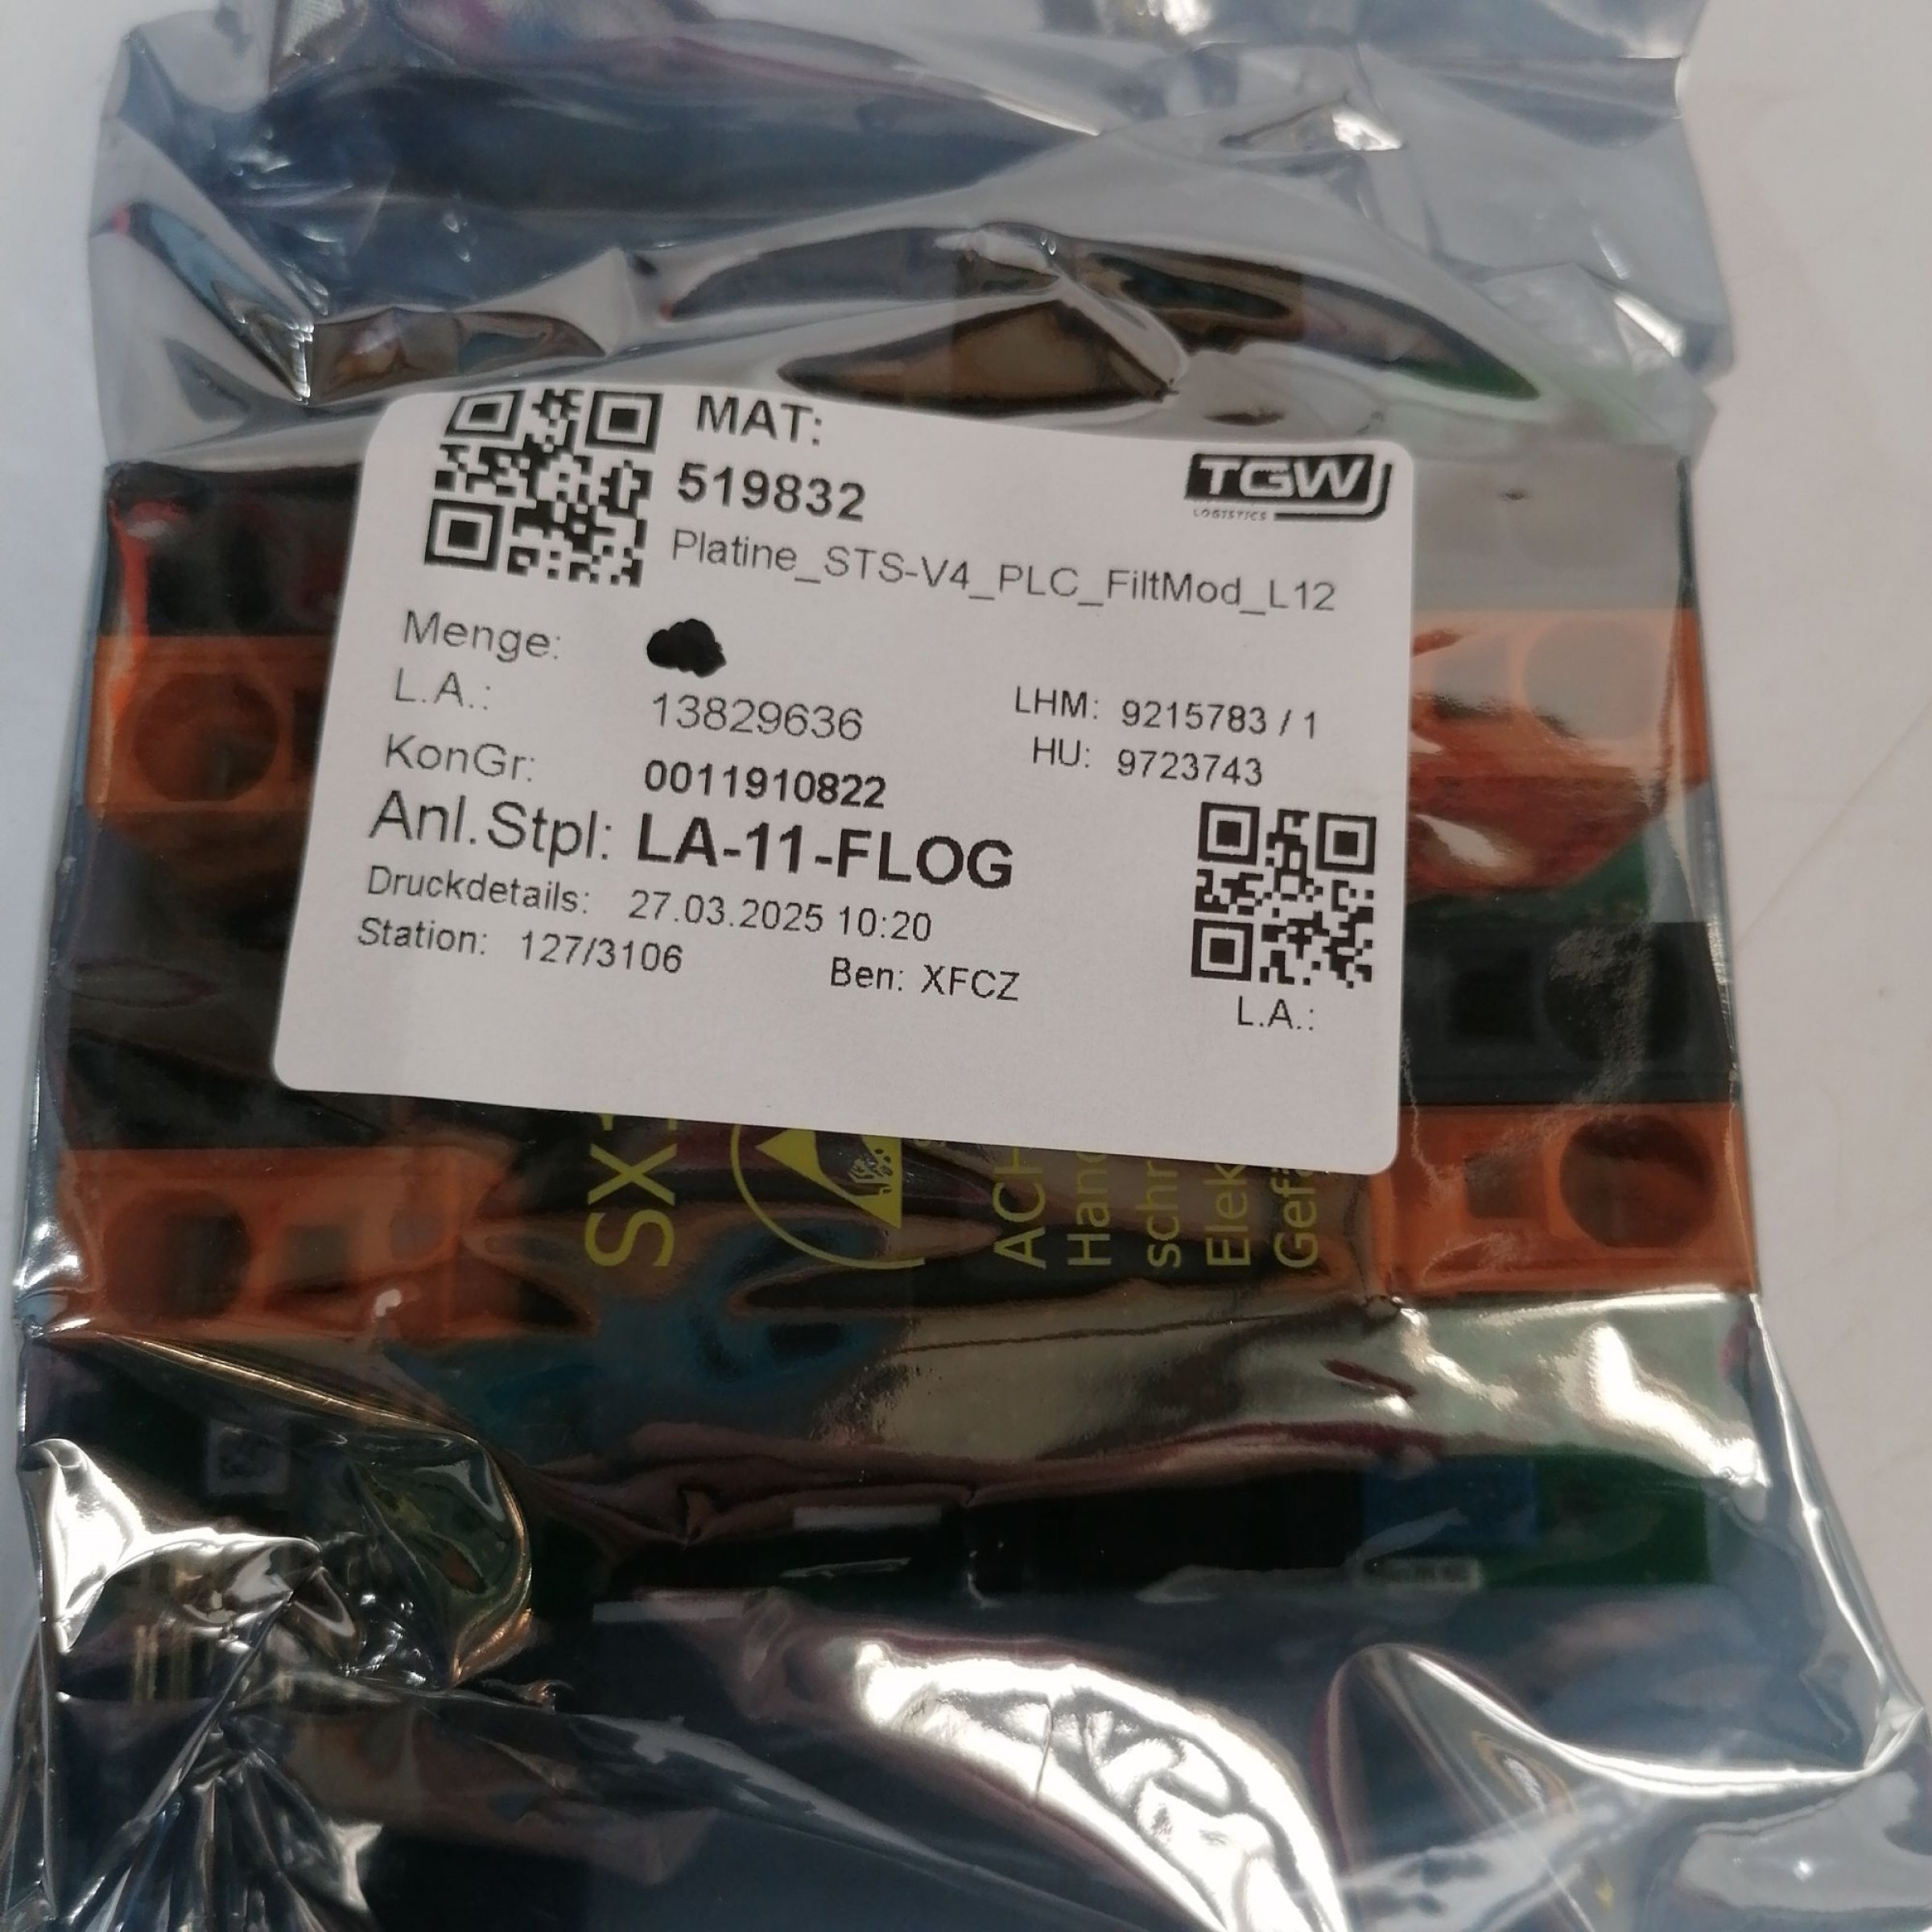 MAT:
519832
TGW
LOGISTICS
Platine_STS-V4_PLC_FiltMod_L12
Menge:
L.A.: 13829636
LHM: 9215783 / 1
KonGr: 0011910822
HU: 9723743
Anl.Stpl: LA-11-FLOG
Druckdetails: 27.03.2025 10:20
Station: 127/3106 Ben: XFCZ
L.A.: